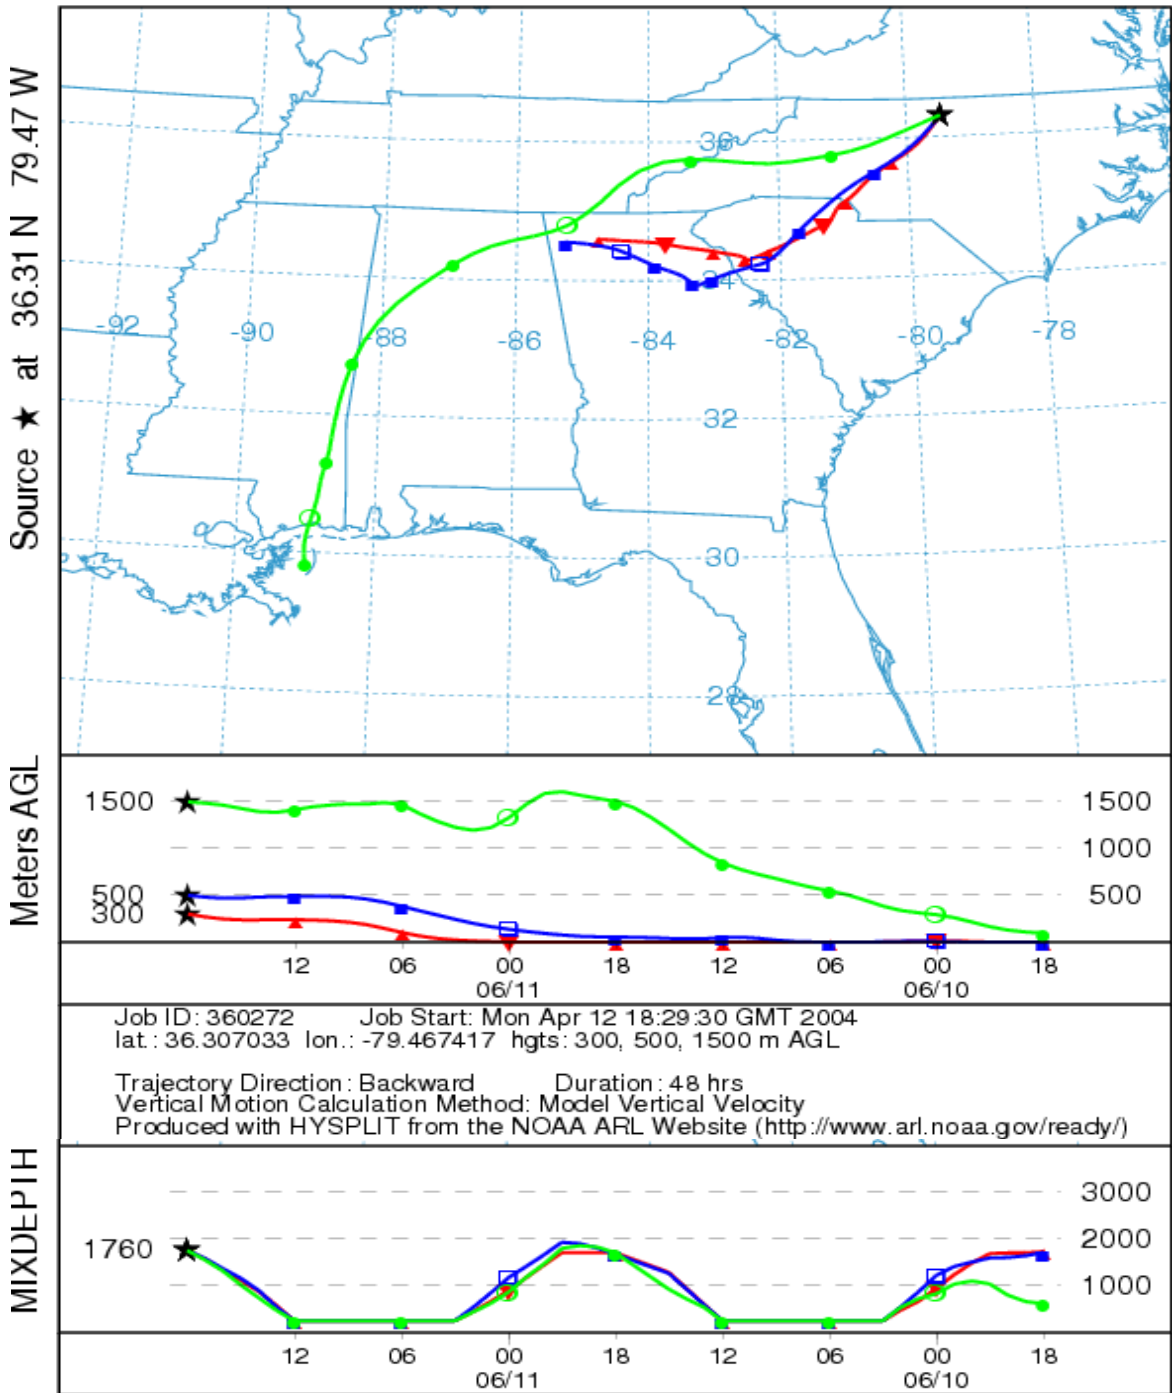 Source ★ at 36.31 N 79.47 W
36
34
-92
-90
-88
-86
-84
-82
-80
-78
32
30
28
Meters AGL
1500
500
300
1500
1000
500
12 06 00 18 12 06 00 18
06/11 06/10
Job ID: 360272 Job Start: Mon Apr 12 18:29:30 GMT 2004
lat.: 36.307033 lon.: -79.467417 hgts: 300, 500, 1500 m AGL
Trajectory Direction: Backward Duration: 48 hrs
Vertical Motion Calculation Method: Model Vertical Velocity
Produced with HYSPLIT from the NOAA ARL Website (http://www.arl.noaa.gov/ready/)
MIXDEPTH
1760
3000
2000
1000
12 06 00 18 12 06 00 18
06/11 06/10